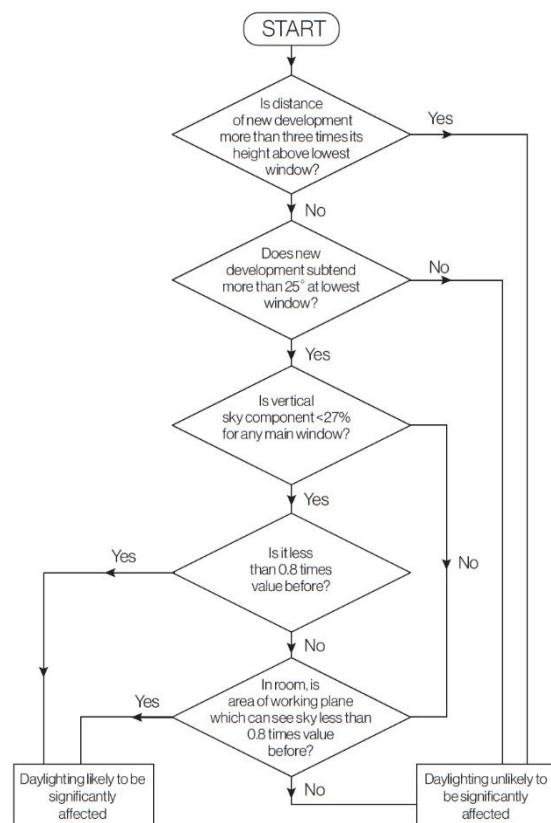 START
Is distance
of new development
more than three times its
height above lowest
window?
Yes
No
Does new
development subtend
more than 25° at lowest
window?
No
Yes
Is vertical
sky component <27%
for any main window?
Yes
No
Is it less
than 0.8 times
value before?
Yes
No
In room, is
area of working plane
which can see sky less than
0.8 times value
before?
Yes
No
Daylighting likely to be
significantly
affected
Daylighting unlikely to
be significantly
affected